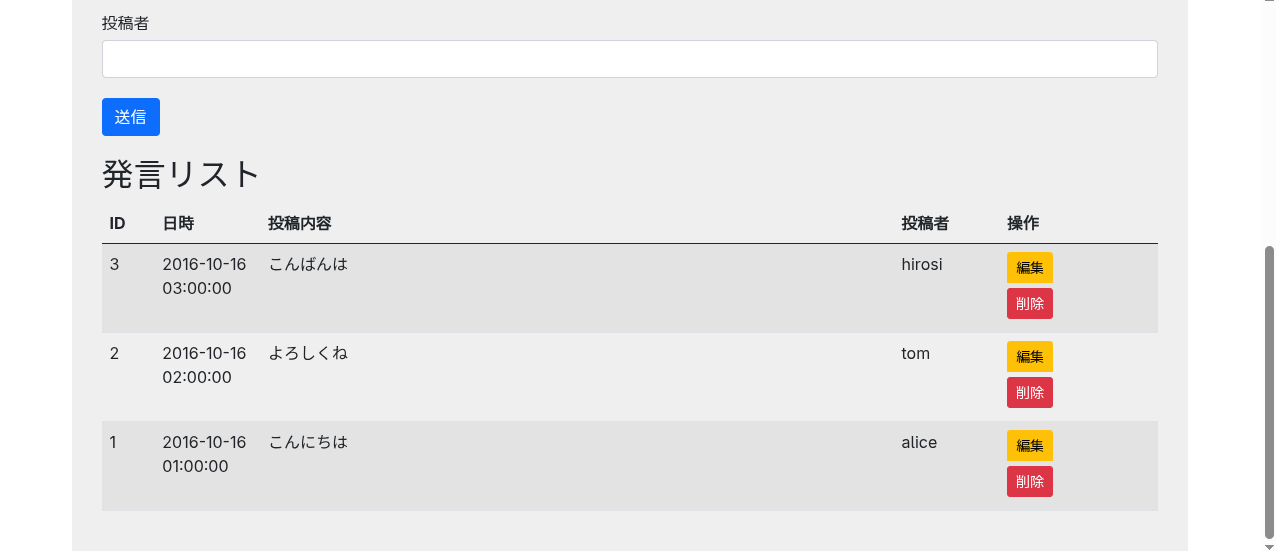 投稿者
送信
発言リスト
ID 日時 投稿内容 投稿者 操作
3 2016-10-16 こんばんは hirosi 編集
03:00:00
削除
2 2016-10-16 よろしくね tom 編集
02:00:00
削除
1 2016-10-16 こんにちは alice 編集
01:00:00
削除